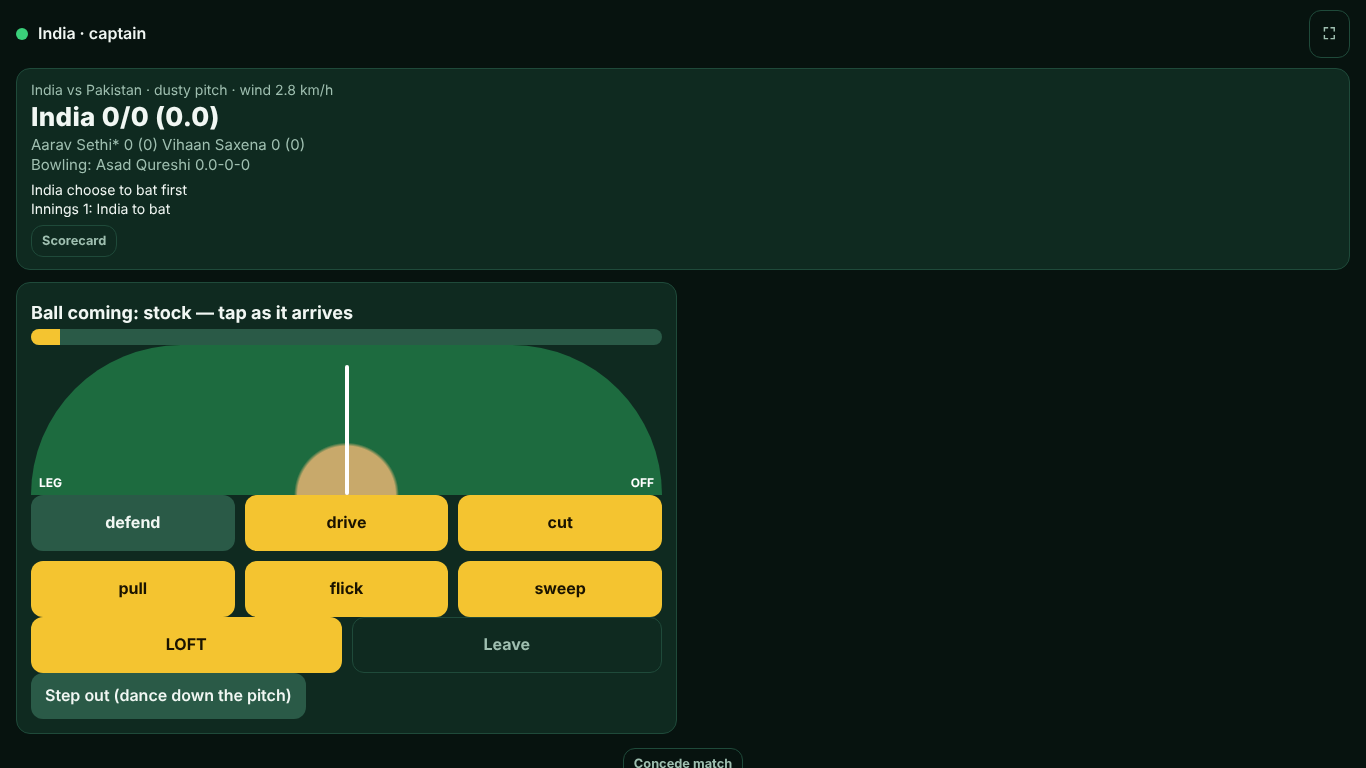 India · captain
India vs Pakistan · dusty pitch · wind 2.8 km/h
India 0/0 (0.0)
Aarav Sethi* 0 (0) Vihaan Saxena 0 (0)
Bowling: Asad Qureshi 0.0-0-0
India choose to bat first
Innings 1: India to bat
Scorecard
Ball coming: stock — tap as it arrives
LEG OFF
defend drive cut
pull flick sweep
LOFT Leave
Step out (dance down the pitch)
Concede match